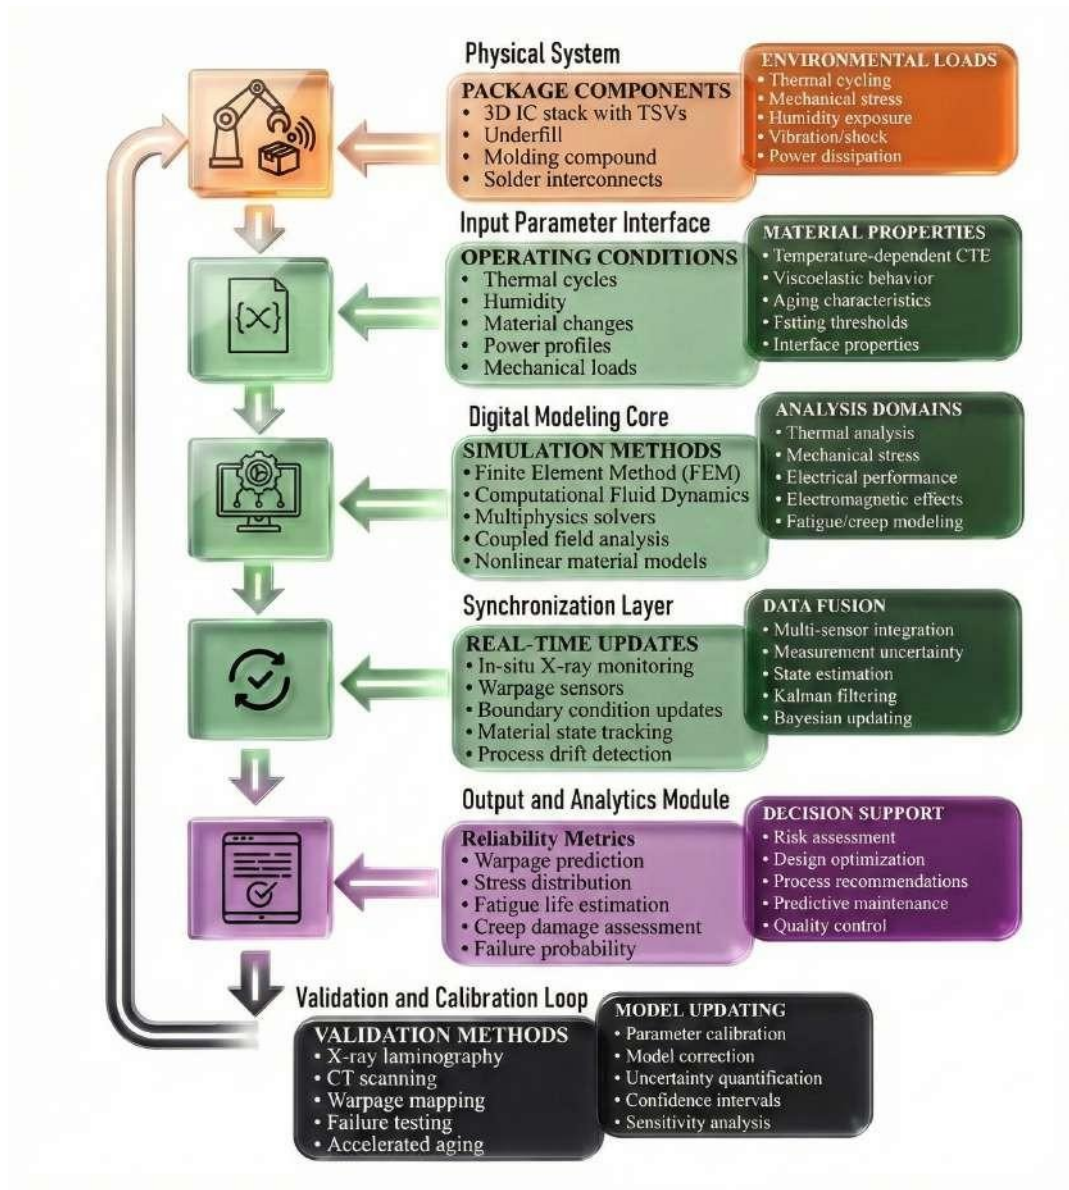 Physical System
PACKAGE COMPONENTS
• 3D IC stack with TSVs
• Underfill
• Molding compound
• Solder interconnects
ENVIRONMENTAL LOADS
• Thermal cycling
• Mechanical stress
• Humidity exposure
• Vibration/shock
• Power dissipation
Input Parameter Interface
OPERATING CONDITIONS
• Thermal cycles
• Humidity
• Material changes
• Power profiles
• Mechanical loads
MATERIAL PROPERTIES
• Temperature-dependent CTE
• Viscoelastic behavior
• Aging characteristics
• Fstting thresholds
• Interface properties
{x}
Digital Modeling Core
SIMULATION METHODS
• Finite Element Method (FEM)
• Computational Fluid Dynamics
• Multiphysics solvers
• Coupled field analysis
• Nonlinear material models
ANALYSIS DOMAINS
• Thermal analysis
• Mechanical stress
• Electrical performance
• Electromagnetic effects
• Fatigue/creep modeling
Synchronization Layer
REAL-TIME UPDATES
• In-situ X-ray monitoring
• Warpage sensors
• Boundary condition updates
• Material state tracking
• Process drift detection
DATA FUSION
• Multi-sensor integration
• Measurement uncertainty
• State estimation
• Kalman filtering
• Bayesian updating
Output and Analytics Module
Reliability Metrics
• Warpage prediction
• Stress distribution
• Fatigue life estimation
• Creep damage assessment
• Failure probability
DECISION SUPPORT
• Risk assessment
• Design optimization
• Process recommendations
• Predictive maintenance
• Quality control
Validation and Calibration Loop
VALIDATION METHODS
• X-ray laminography
• CT scanning
• Warpage mapping
• Failure testing
• Accelerated aging
MODEL UPDATING
• Parameter calibration
• Model correction
• Uncertainty quantification
• Confidence intervals
• Sensitivity analysis